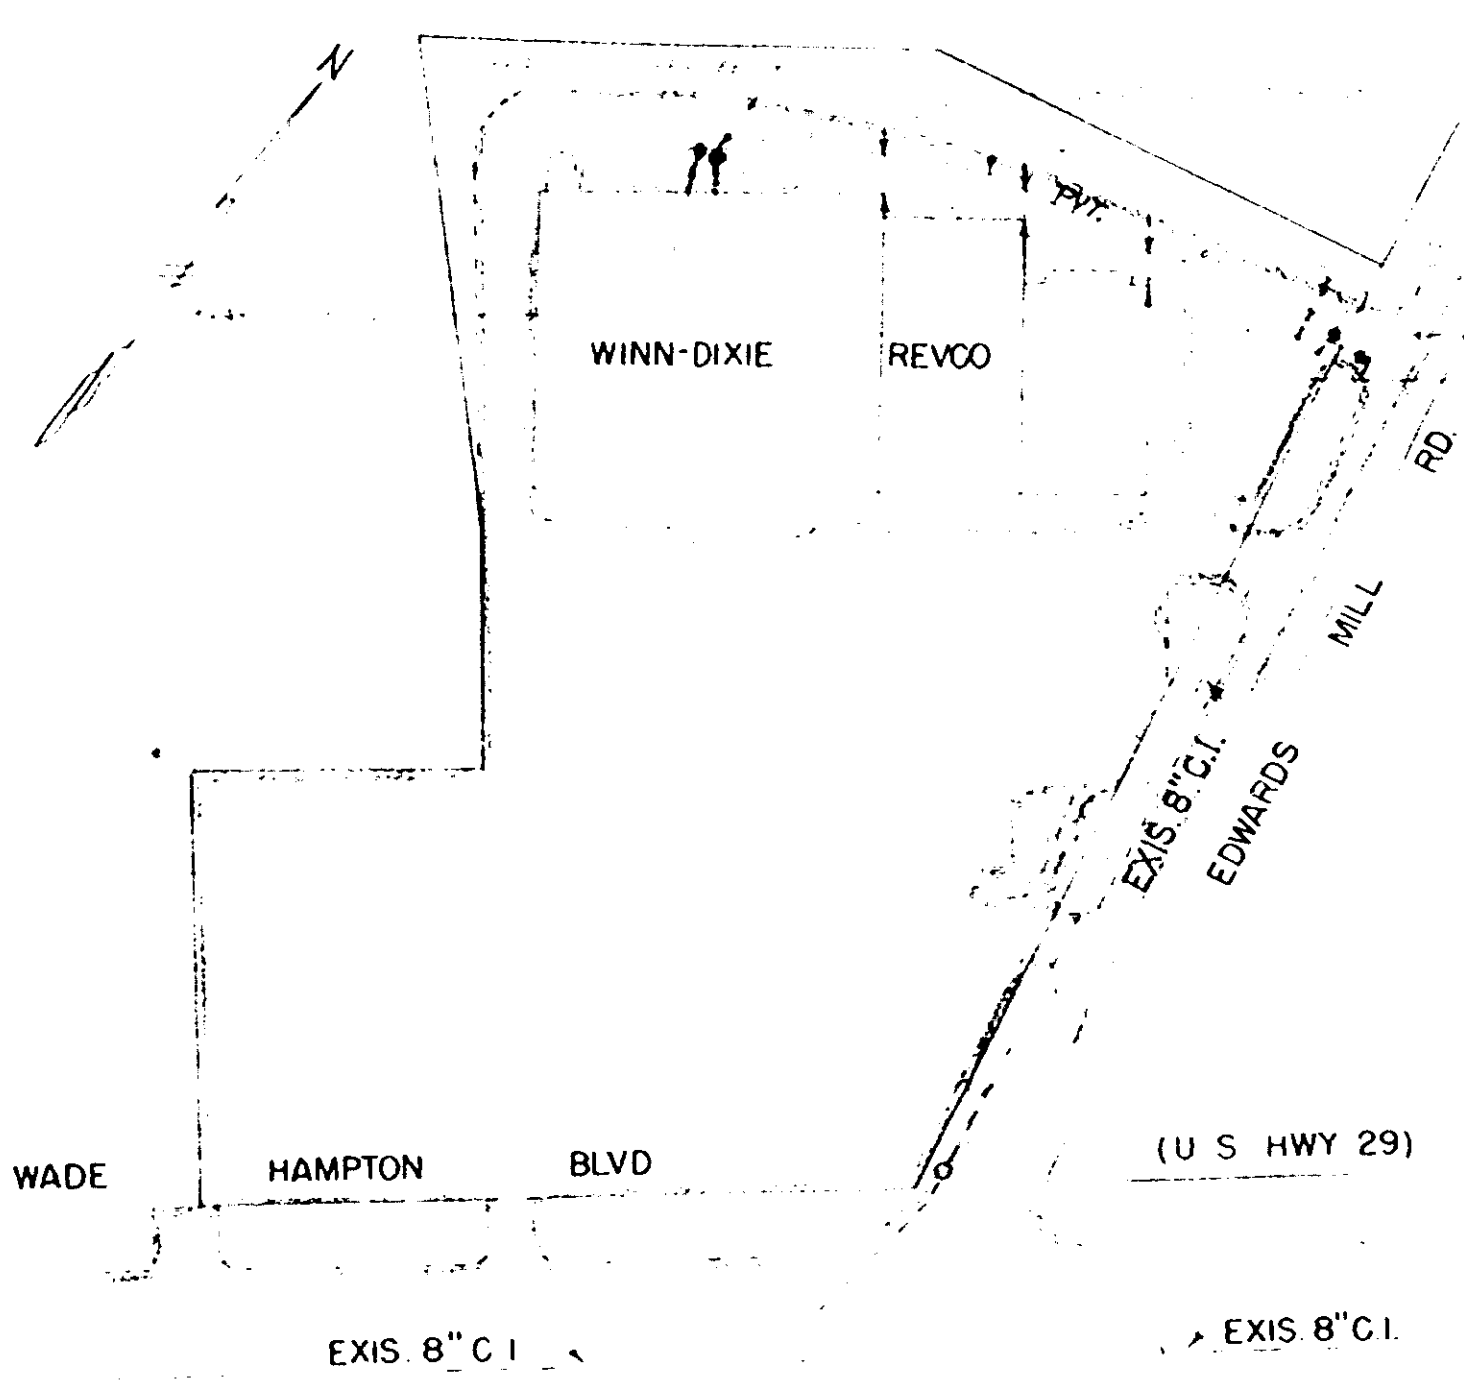 N
PVT.
WINN-DIXIE
REVCO
RD.
MILL
EXIS. 8" C.I.
EDWARDS
(U S HWY 29)
WADE HAMPTON BLVD
EXIS. 8" C I
EXIS. 8" C.I.